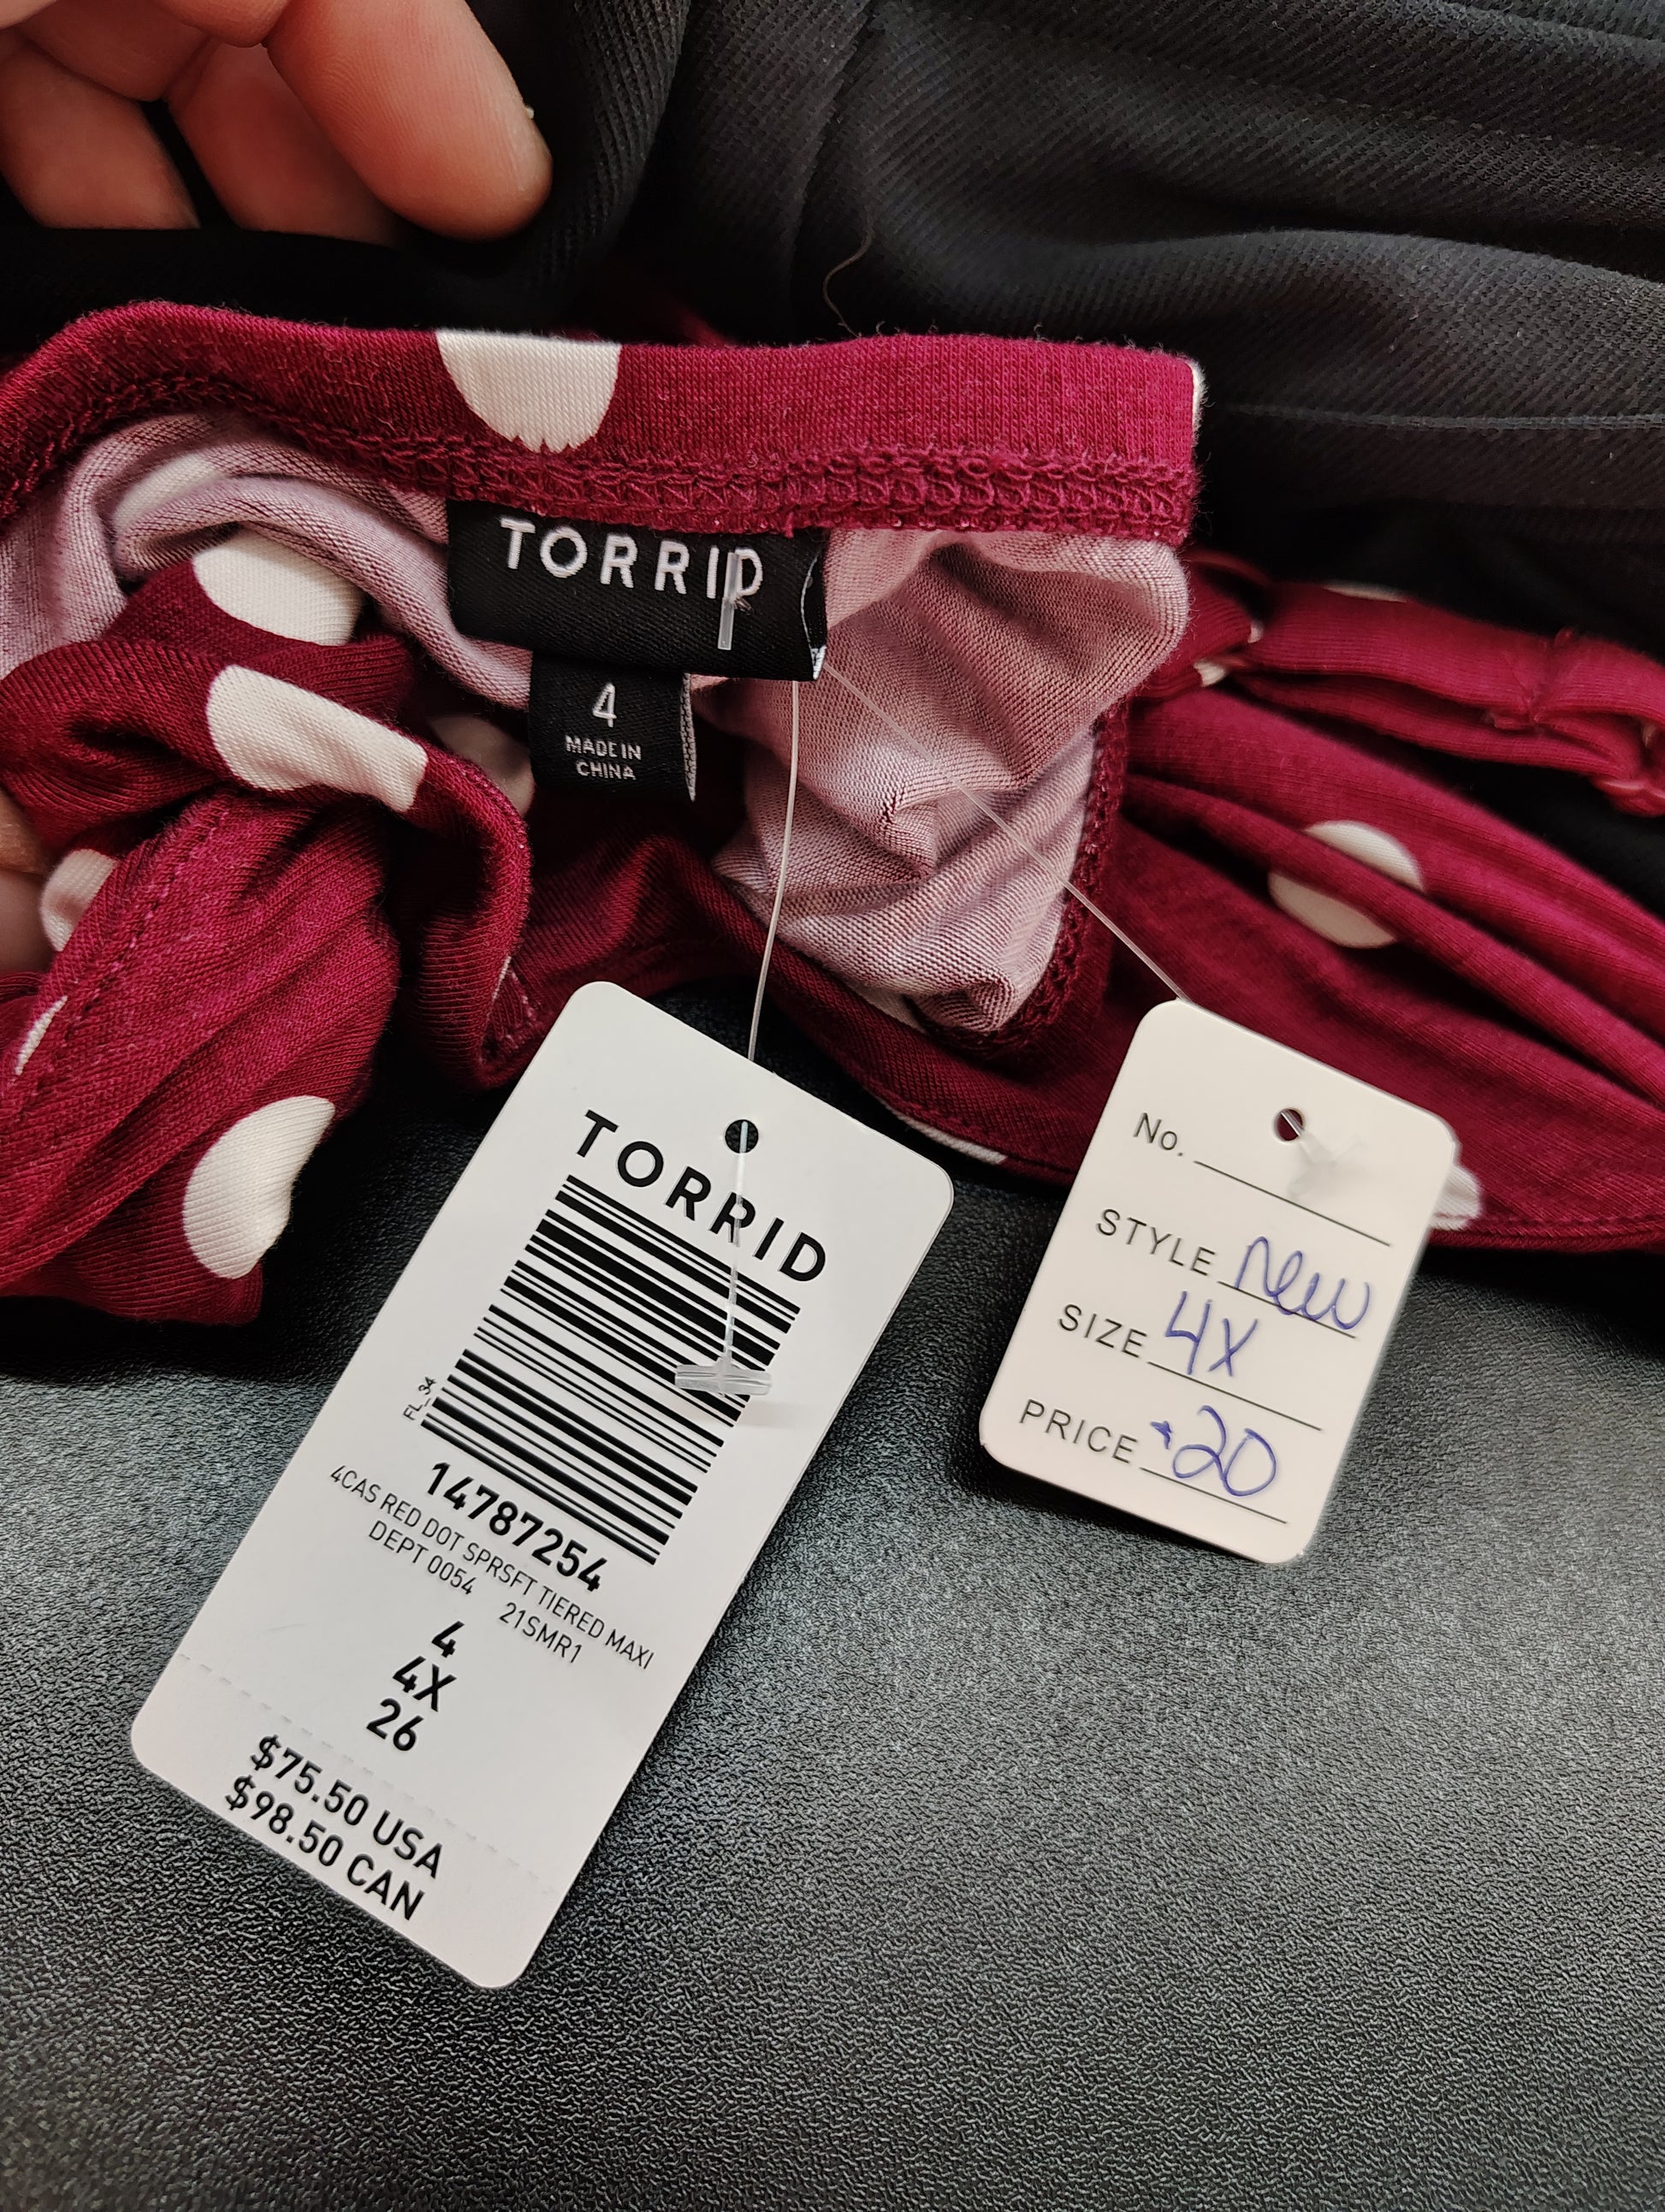 TORRID
4
MADE IN
CHINA
TORRID
FL_34
14787254
4CAS RED DOT SPRSFT TIERED MAXI
DEPT 0054 21SMR1
4
4X
26
$75.50 USA
$98.50 CAN
No.
STYLE new
SIZE 4X
PRICE $20